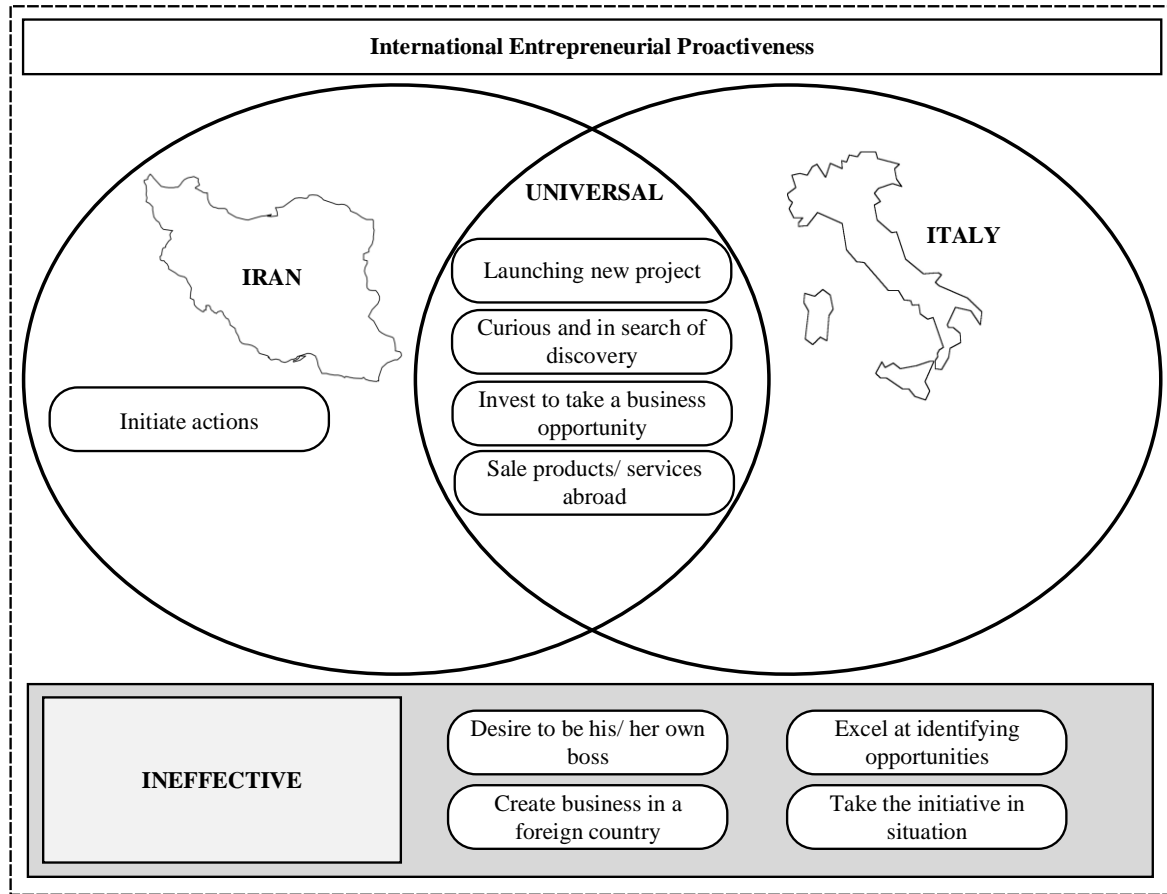 International Entrepreneurial Proactiveness
UNIVERSAL
IRAN
ITALY
Launching new project
Curious and in search of
discovery
Invest to take a business
opportunity
Sale products/ services
abroad
Initiate actions
INEFFECTIVE
Desire to be his/ her own
boss
Excel at identifying
opportunities
Create business in a
foreign country
Take the initiative in
situation